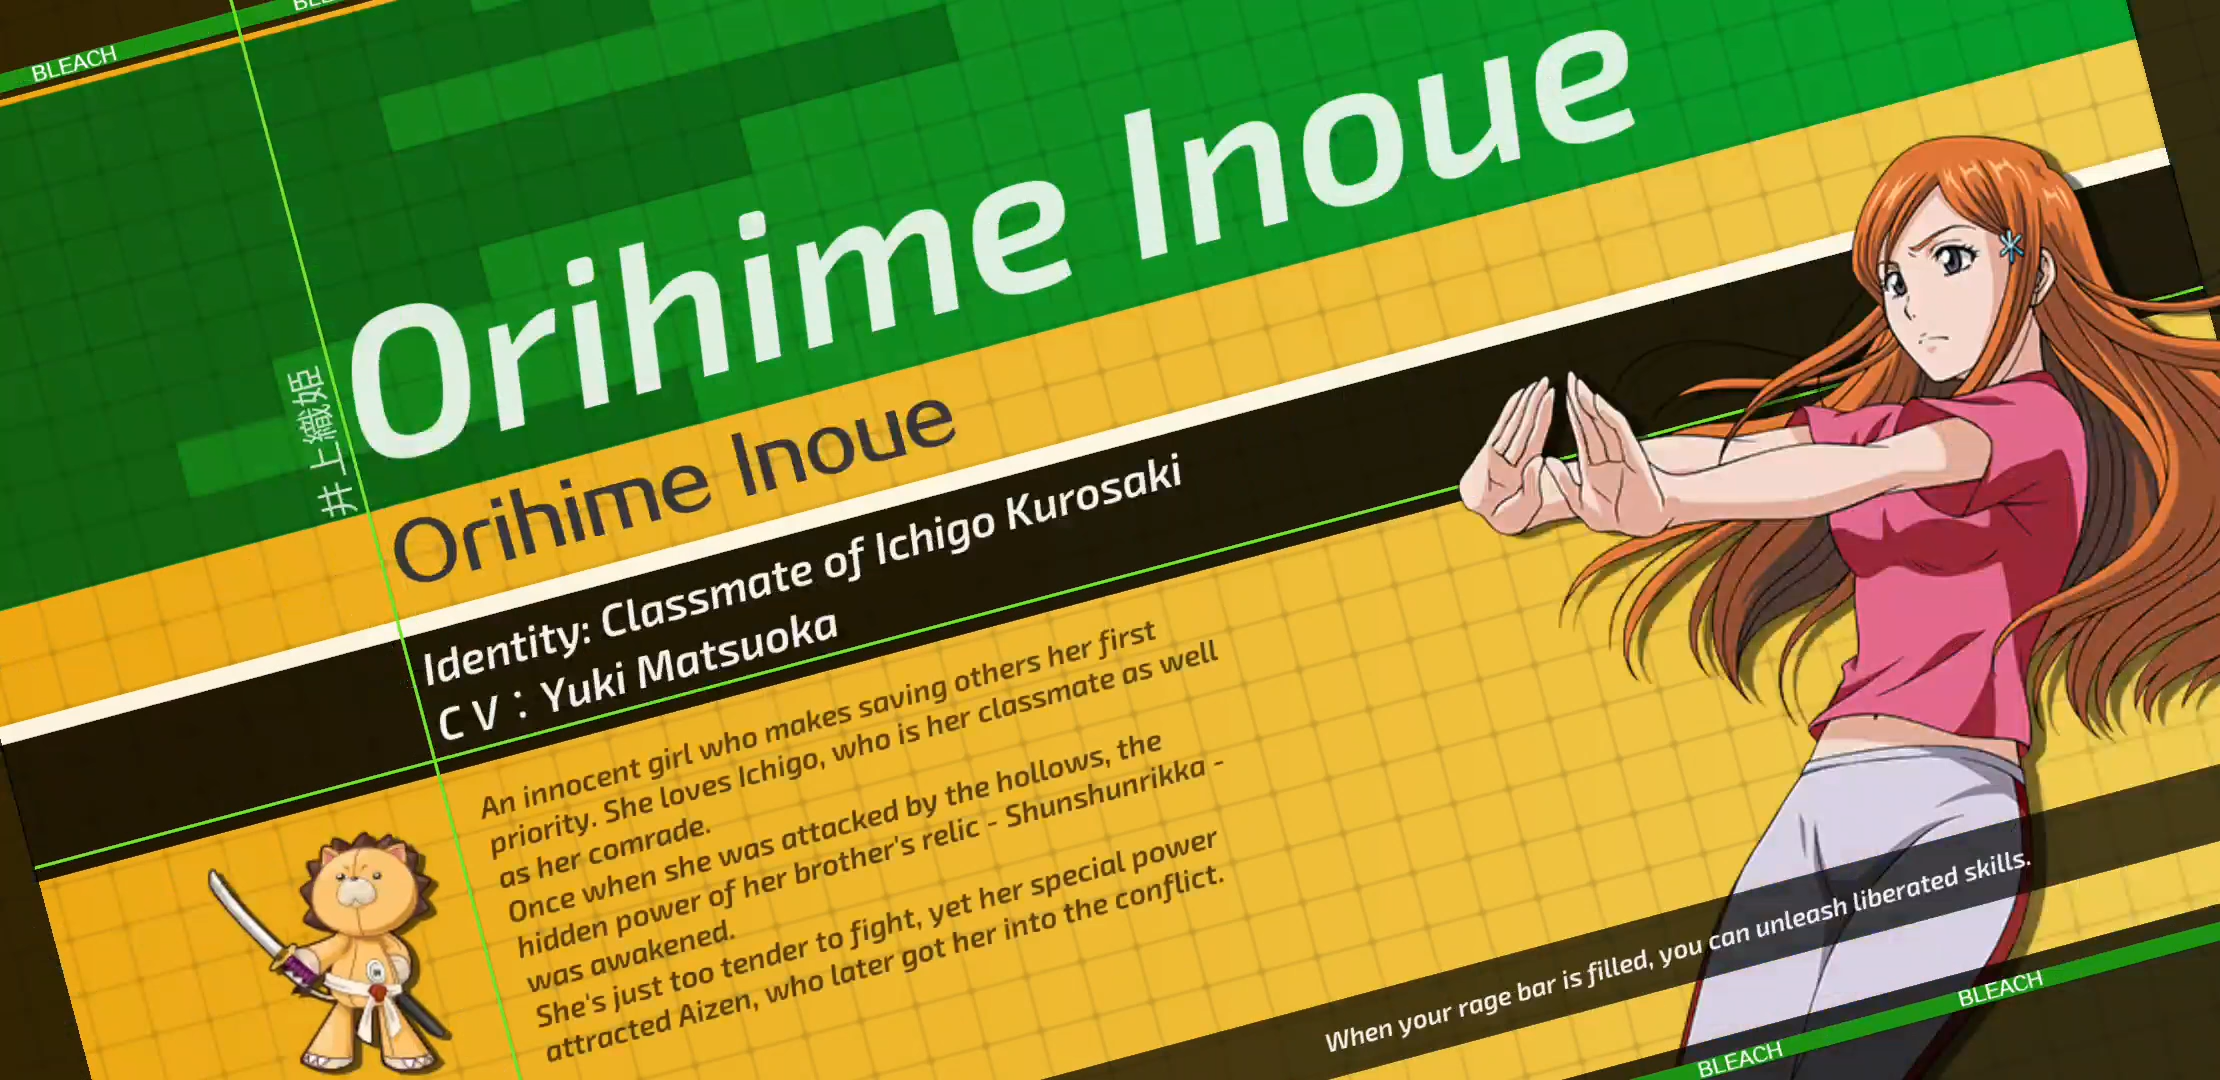 BLEACH
Orihime Inoue
井上織姫
Orihime Inoue
Identity: Classmate of Ichigo Kurosaki
CV：Yuki Matsuoka
An innocent girl who makes saving others her first
priority. She loves Ichigo, who is her classmate as well
as her comrade.
Once when she was attacked by the hollows, the
hidden power of her brother's relic - Shunshunrikka -
was awakened.
She's just too tender to fight, yet her special power
attracted Aizen, who later got her into the conflict.
When your rage bar is filled, you can unleash liberated skills.
BLEACH
BLEACH